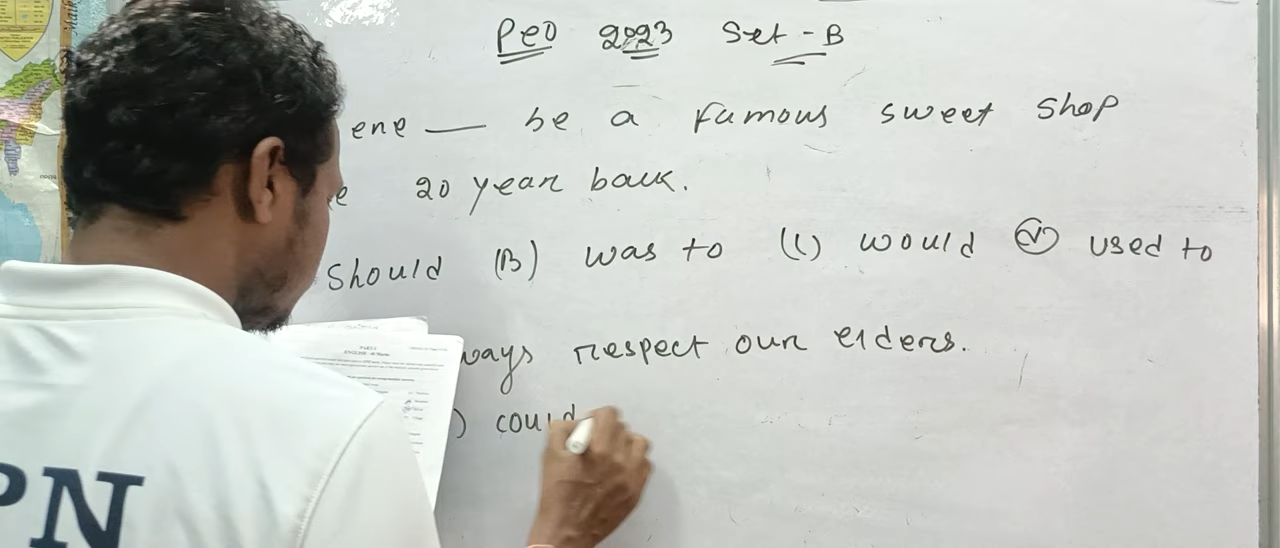 PEO 2023 Set - B
ene — be a famous sweet shop
e 20 year back.
Should (B) was to (C) would used to
ways respect our elders.
) could
PN